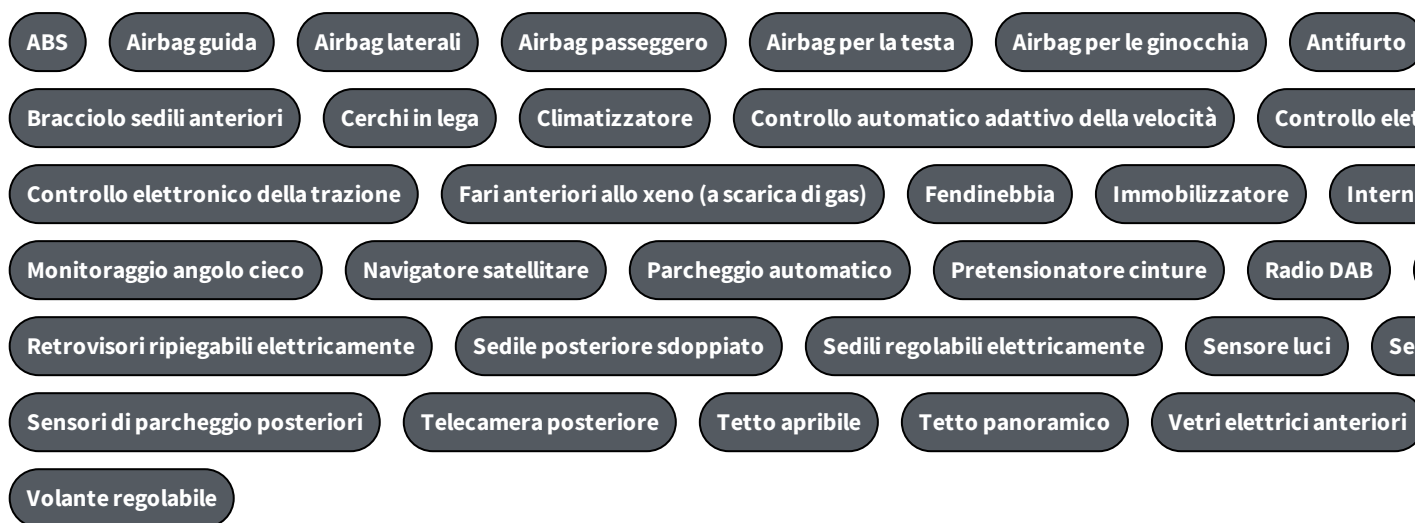 ABS Airbag guida Airbag laterali Airbag passeggero Airbag per la testa Airbag per le ginocchia Antifurto
Bracciolo sedili anteriori Cerchi in lega Climatizzatore Controllo automatico adattivo della velocità Controllo
Controllo elettronico della trazione Fari anteriori allo xeno (a scarica di gas) Fendinebbia Immobilizzatore
Monitoraggio angolo cieco Navigatore satellitare Parcheggio automatico Pretensionatore cinture Radio DAB
Retrovisori ripiegabili elettricamente Sedile posteriore sdoppiato Sedili regolabili elettricamente Sensore luci
Sensori di parcheggio posteriori Telecamera posteriore Tetto apribile Tetto panoramico Vetri elettrici anteriori
Volante regolabile